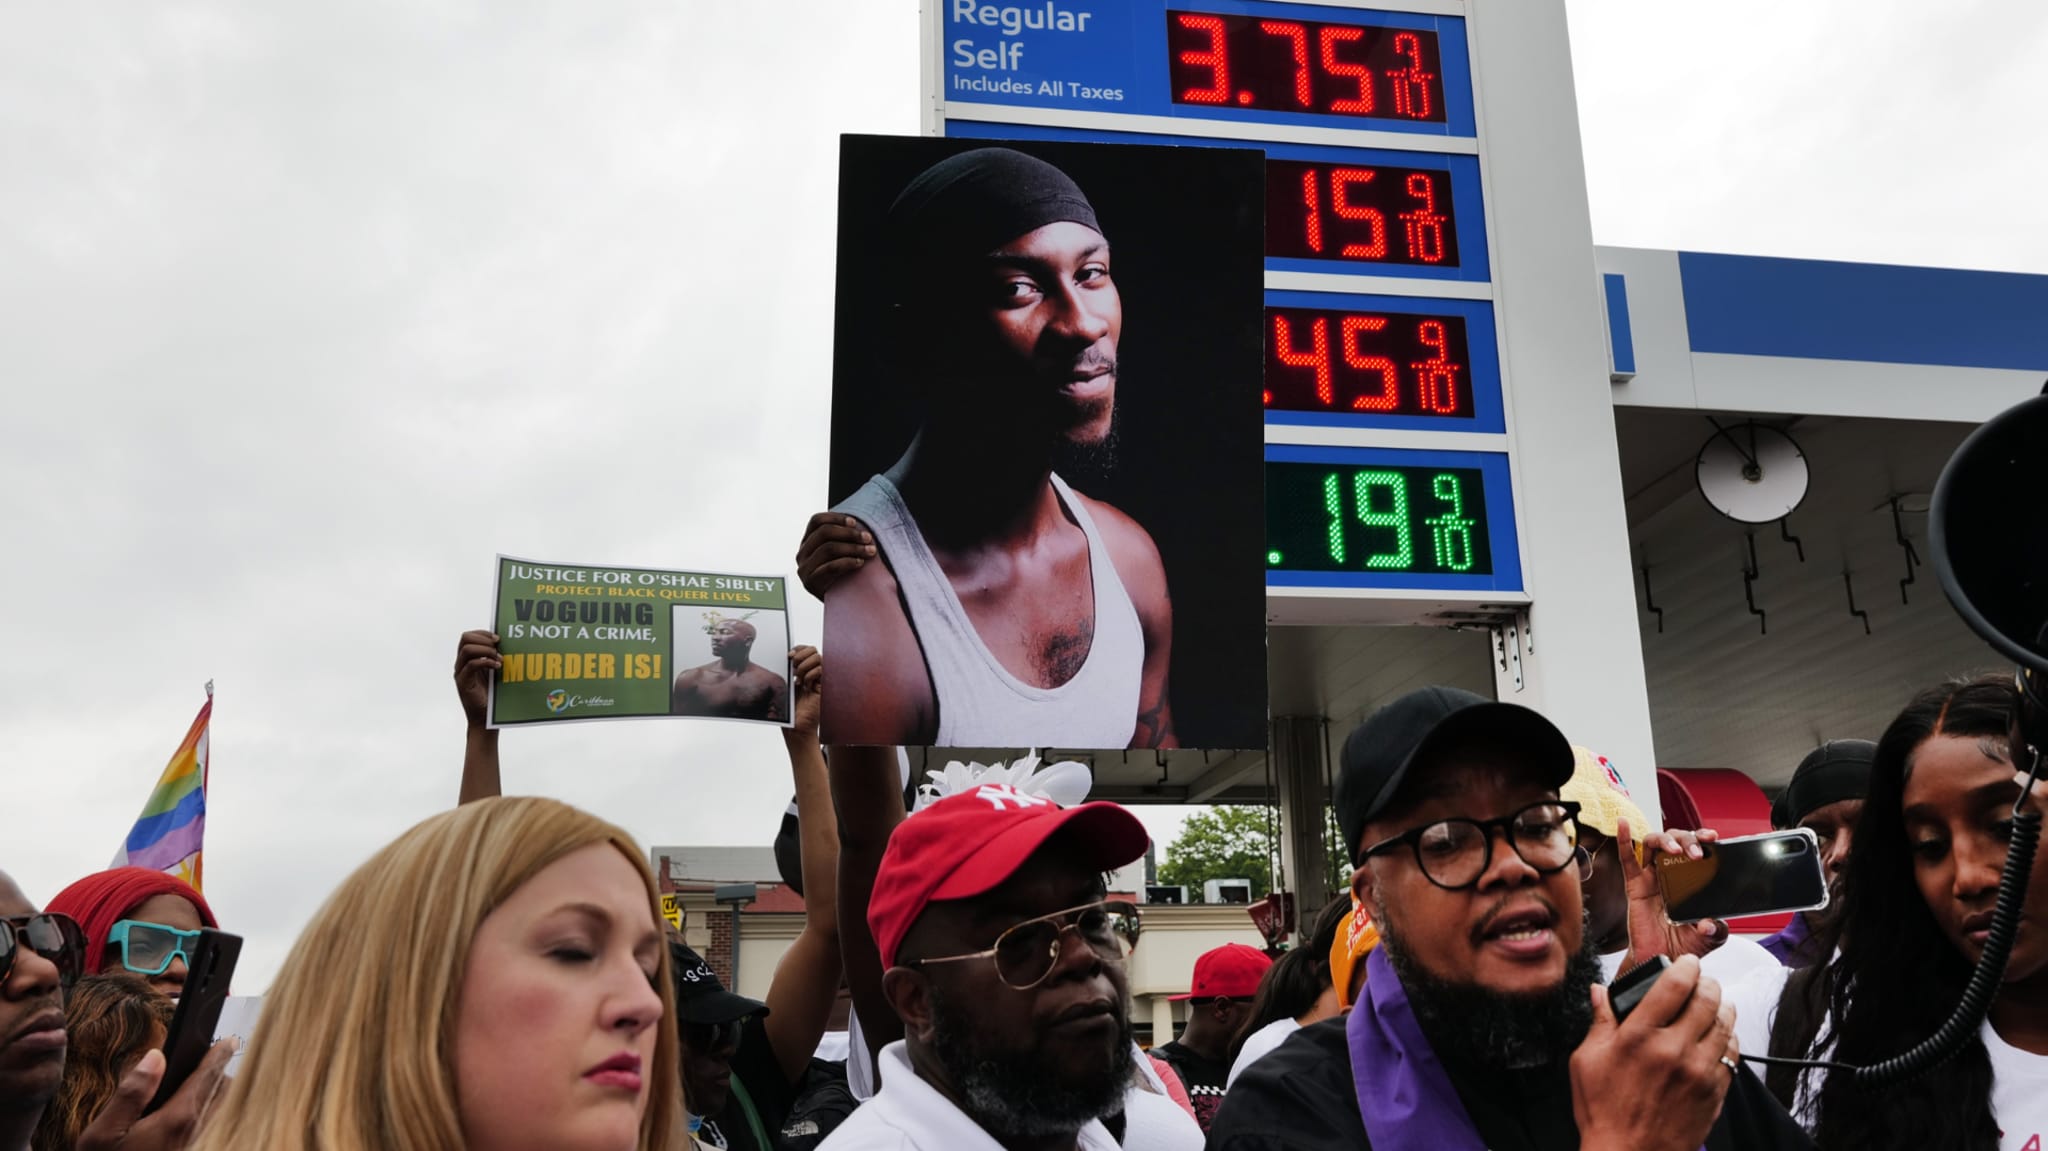 Regular
Self
Includes All Taxes
3.75 9/10
15 9/10
.45 9/10
.19 9/10
JUSTICE FOR O'SHAE SIBLEY
PROTECT BLACK QUEER LIVES
VOGUING
IS NOT A CRIME,
MURDER IS!
Caribbean
NY